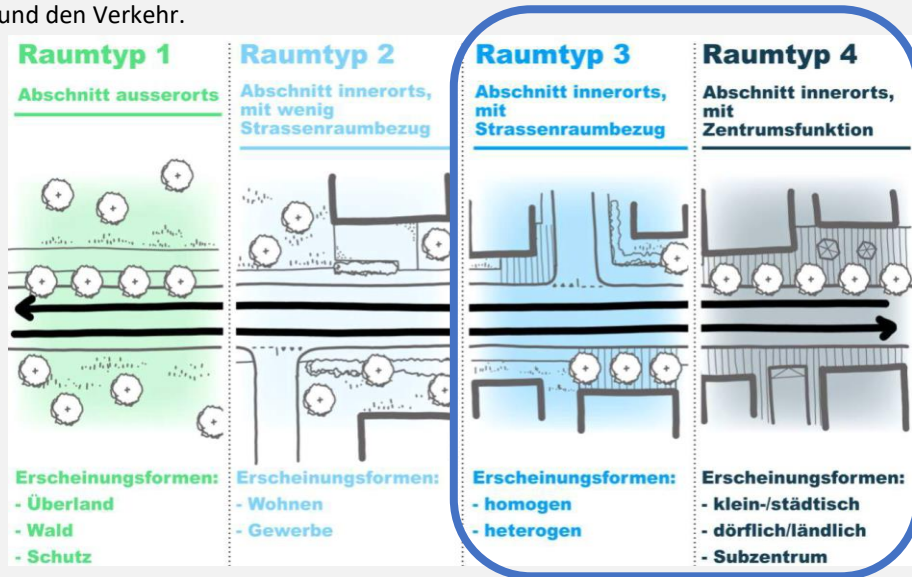 und den Verkehr.
Raumtyp 1
Abschnitt ausserorts
Erscheinungsformen:
- Überland
- Wald
- Schutz
Raumtyp 2
Abschnitt innerorts,
mit wenig
Strassenraumbezug
Erscheinungsformen:
- Wohnen
- Gewerbe
Raumtyp 3
Abschnitt innerorts,
mit
Strassenraumbezug
Erscheinungsformen:
- homogen
- heterogen
Raumtyp 4
Abschnitt innerorts,
mit
Zentrumsfunktion
Erscheinungsformen:
- klein-/städtisch
- dörflich/ländlich
- Subzentrum